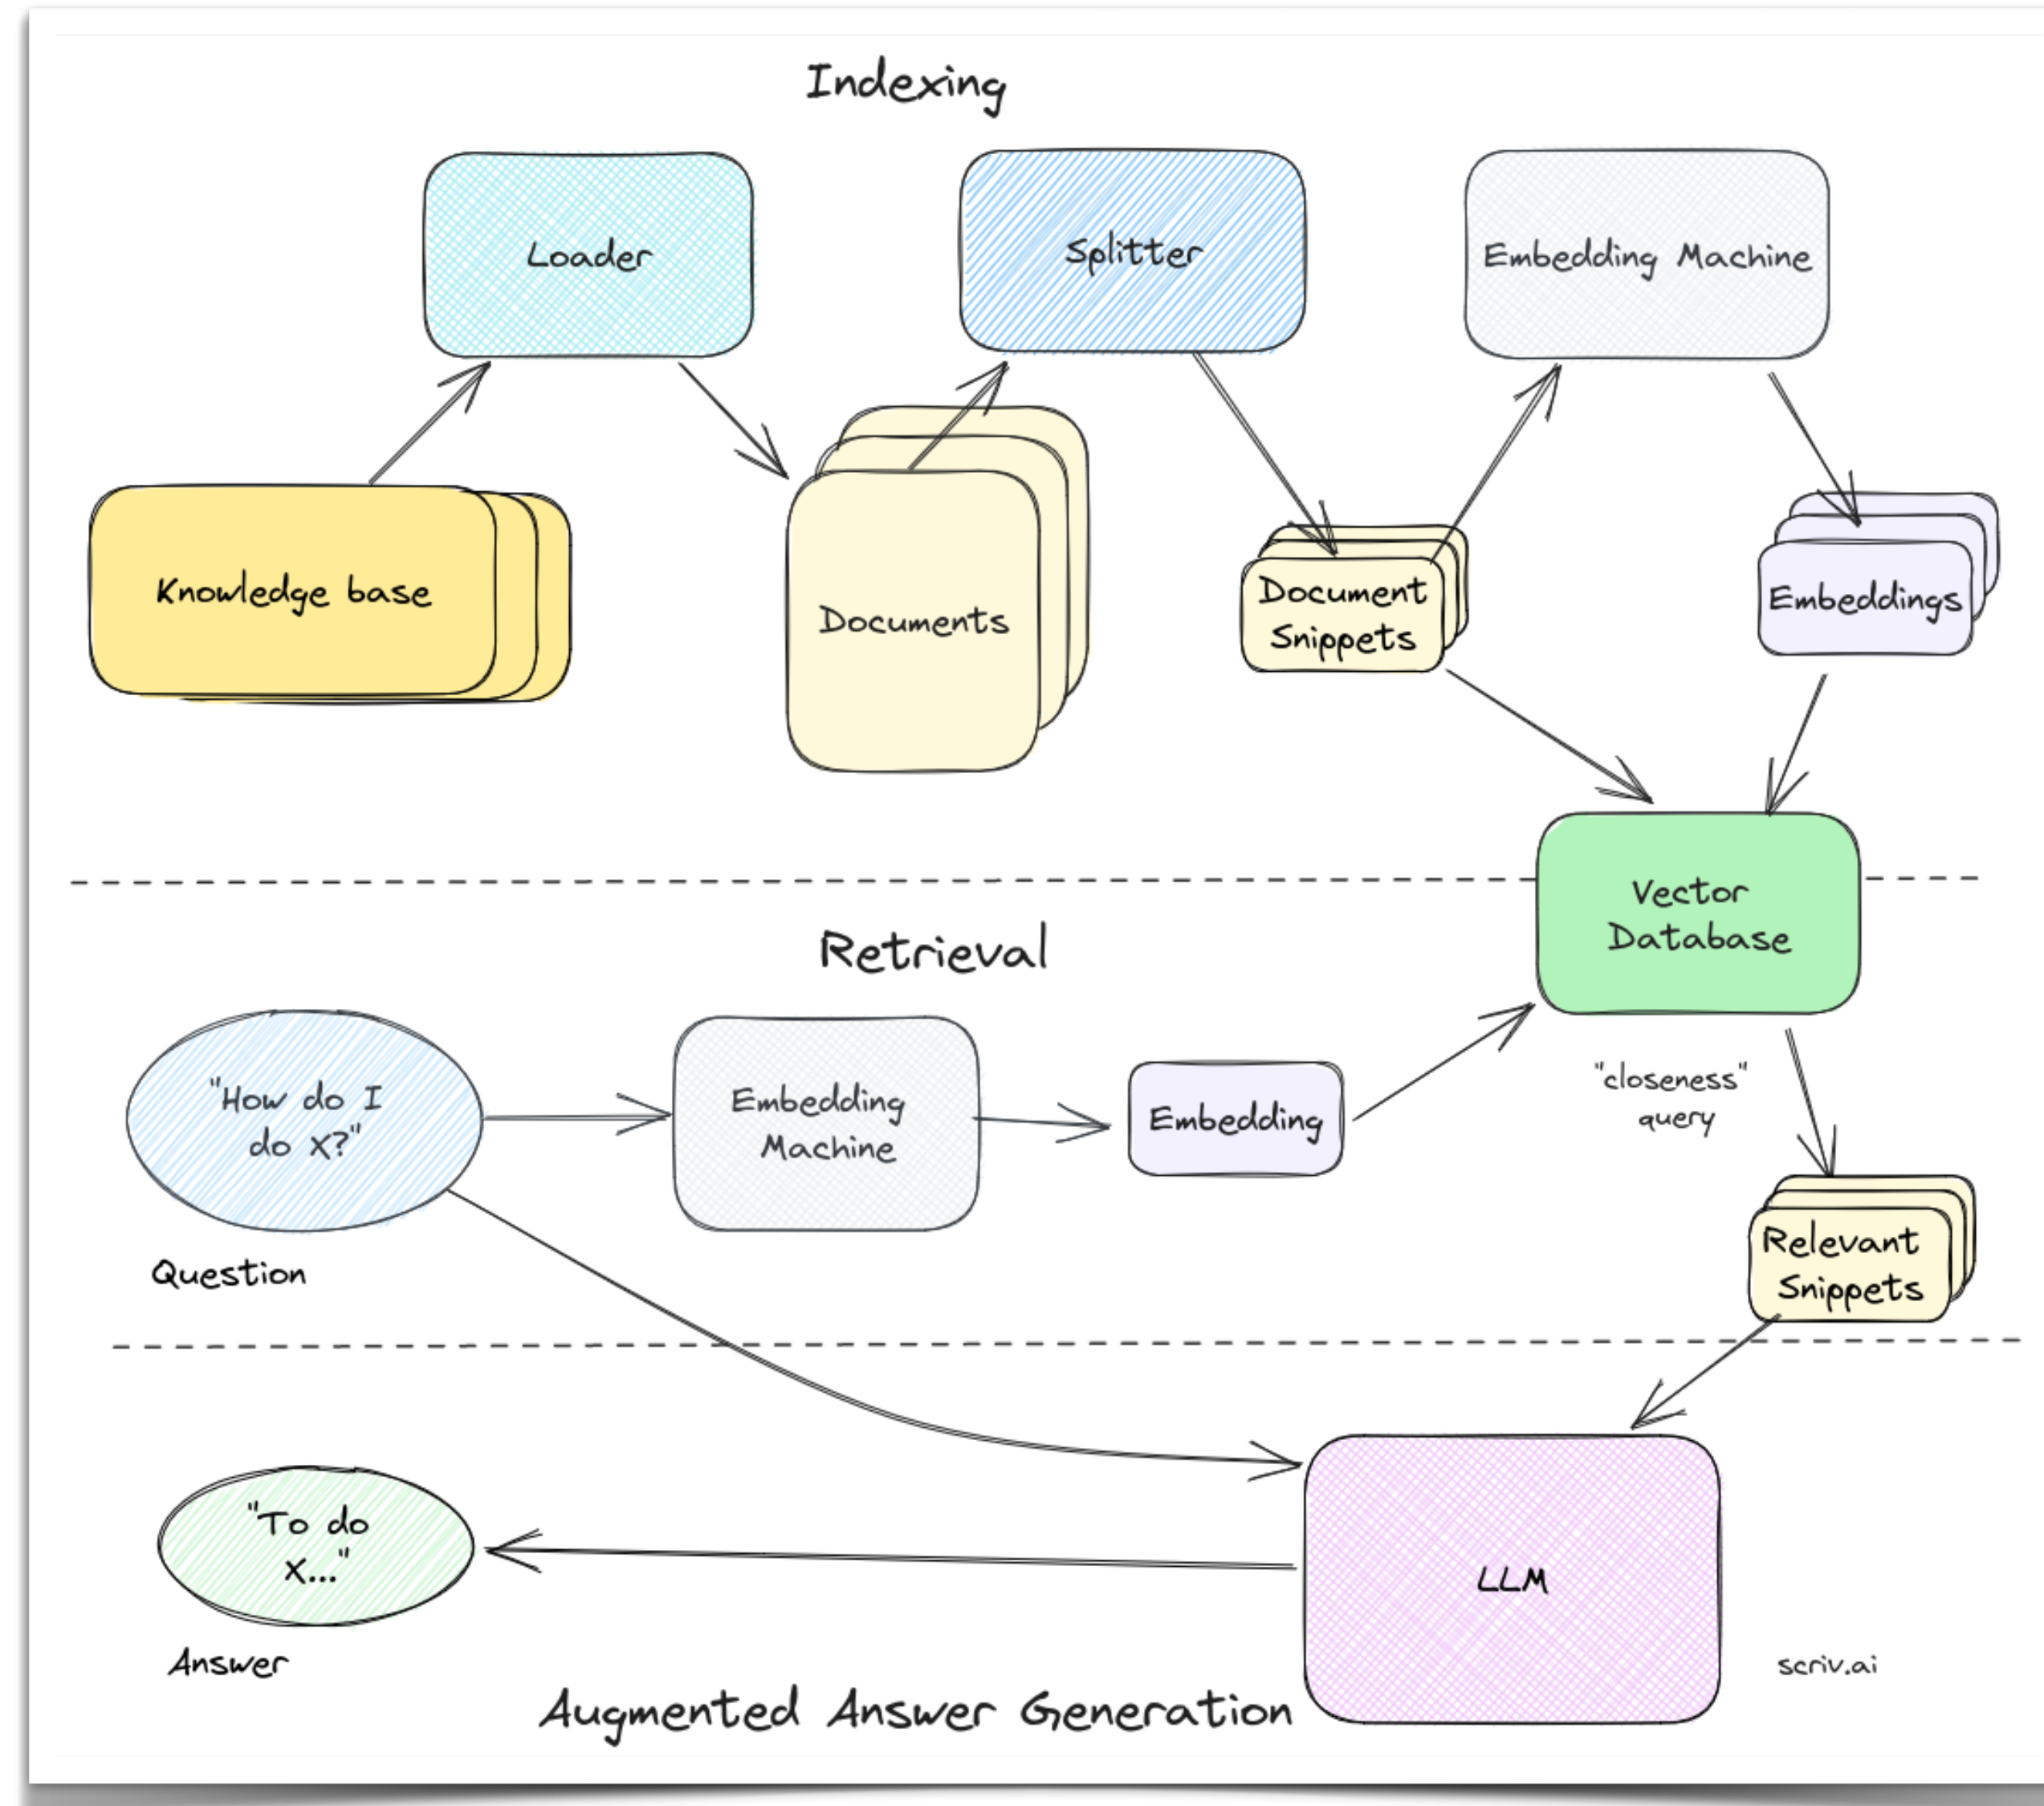 Indexing
Loader
Splitter
Embedding Machine
Knowledge base
Documents
Document
Snippets
Embeddings
Vector
Database
Retrieval
"How do I
do X?"
Question
Embedding
Machine
Embedding
"closeness"
query
Relevant
Snippets
"To do
X..."
Answer
LLM
scriv.ai
Augmented Answer Generation